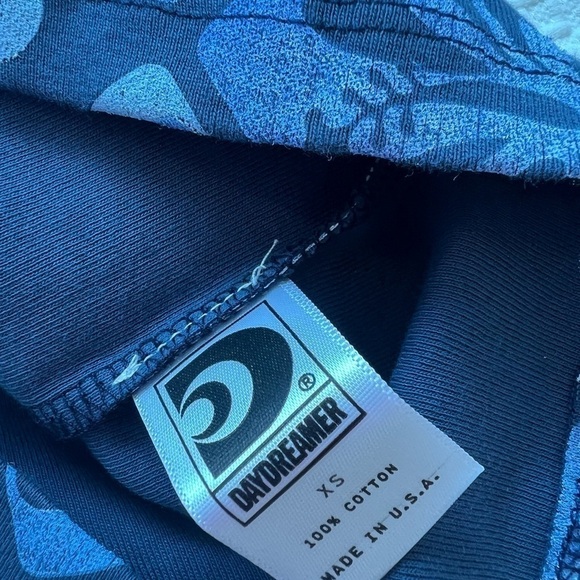 ®
DAYDREAMER
XS
100% COTTON
MADE IN U.S.A.